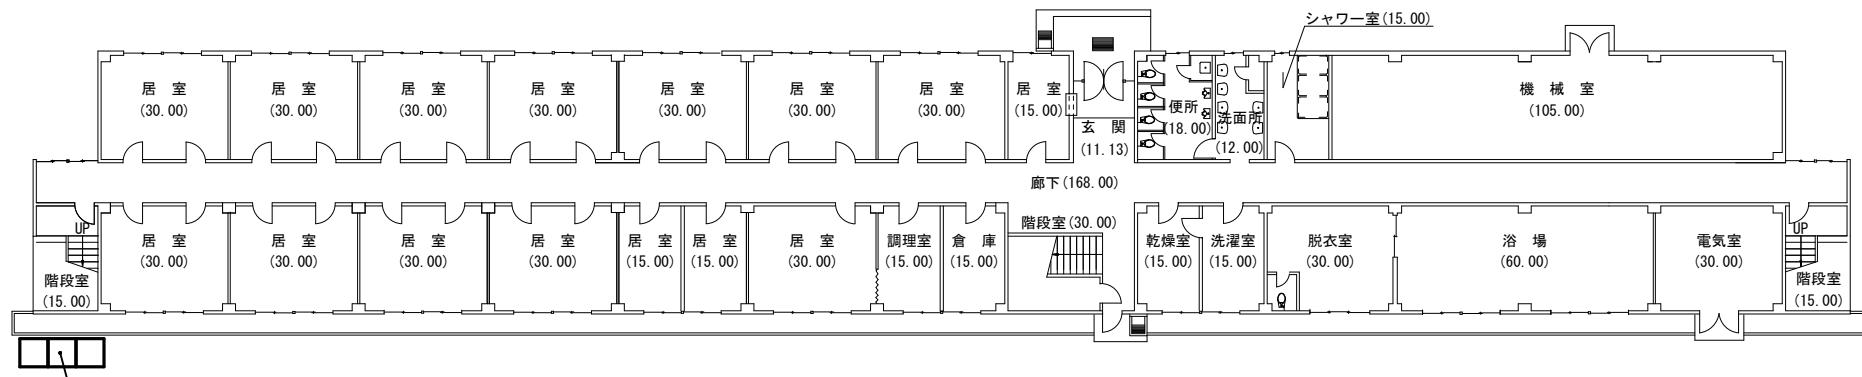 シャワー室(15.00)
居 室
(30.00)
居 室
(30.00)
居 室
(30.00)
居 室
(30.00)
居 室
(30.00)
居 室
(30.00)
居 室
(30.00)
居 室
(15.00)
玄 関
(11.13)
便所
(18.00)
洗面所
(12.00)
機 械 室
(105.00)
廊下(168.00)
UP
階段室
(15.00)
居 室
(30.00)
居 室
(30.00)
居 室
(30.00)
居 室
(30.00)
居 室
(15.00)
居 室
(15.00)
居 室
(30.00)
調理室
(15.00)
倉 庫
(15.00)
階段室(30.00)
乾燥室
(15.00)
洗濯室
(15.00)
脱衣室
(30.00)
浴 場
(60.00)
電気室
(30.00)
UP
階段室
(15.00)